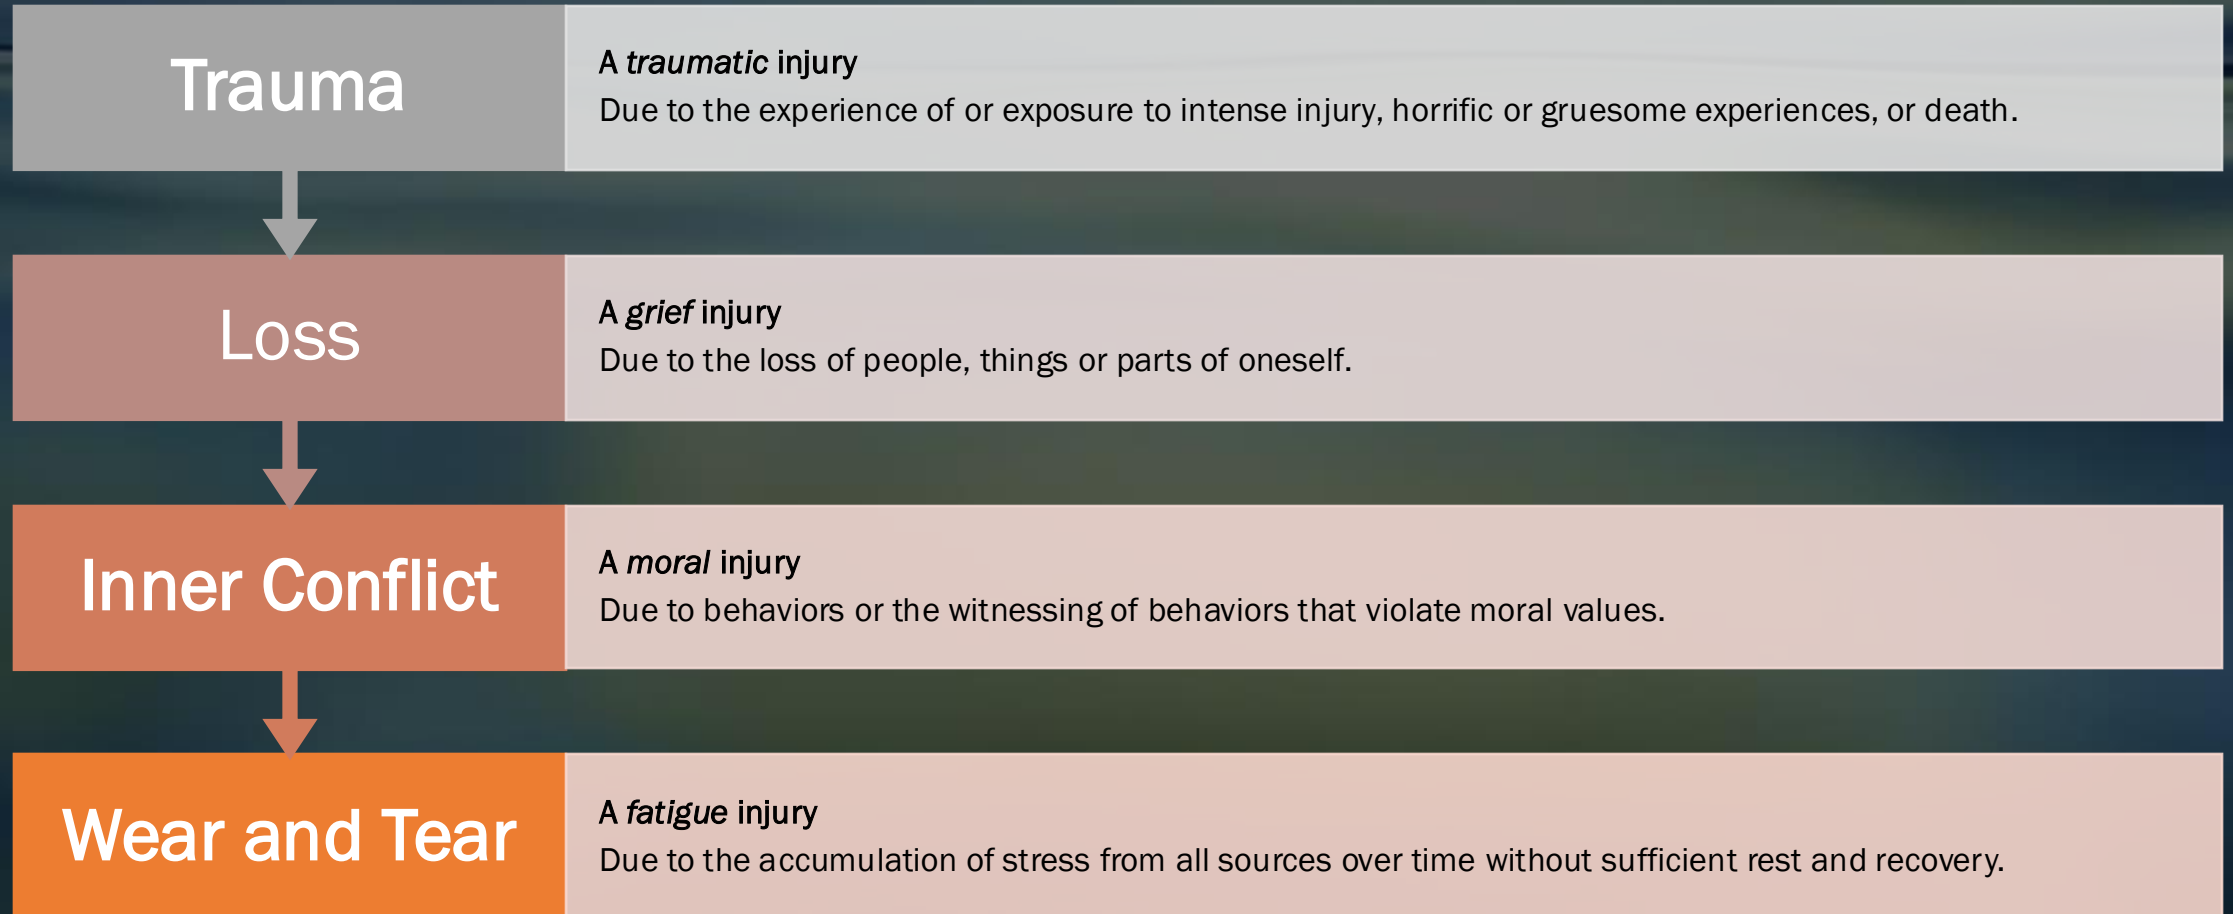 Trauma
A traumatic injury
Due to the experience of or exposure to intense injury, horrific or gruesome experiences, or death.
Loss
A grief injury
Due to the loss of people, things or parts of oneself.
Inner Conflict
A moral injury
Due to behaviors or the witnessing of behaviors that violate moral values.
Wear and Tear
A fatigue injury
Due to the accumulation of stress from all sources over time without sufficient rest and recovery.